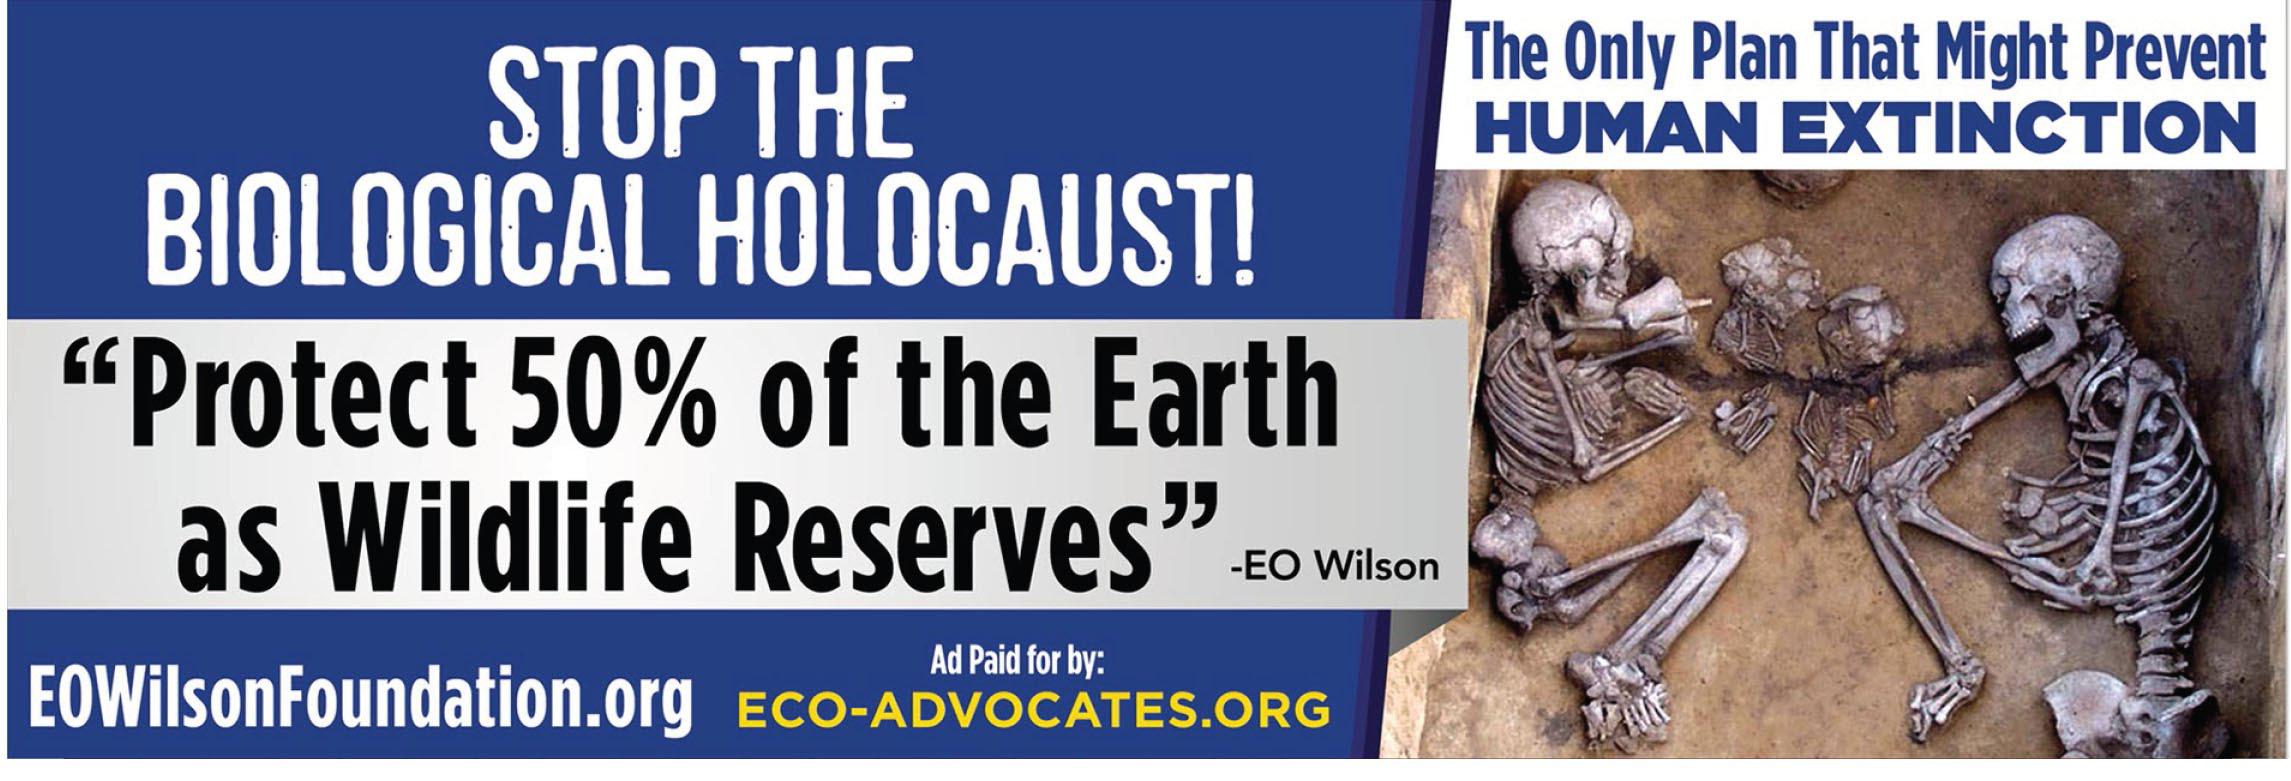 STOP THE
BIOLOGICAL HOLOCAUST!
“Protect 50% of the Earth
as Wildlife Reserves”
-EO Wilson
EOWilsonFoundation.org
Ad Paid for by:
ECO-ADVOCATES.ORG
The Only Plan That Might Prevent
HUMAN EXTINCTION